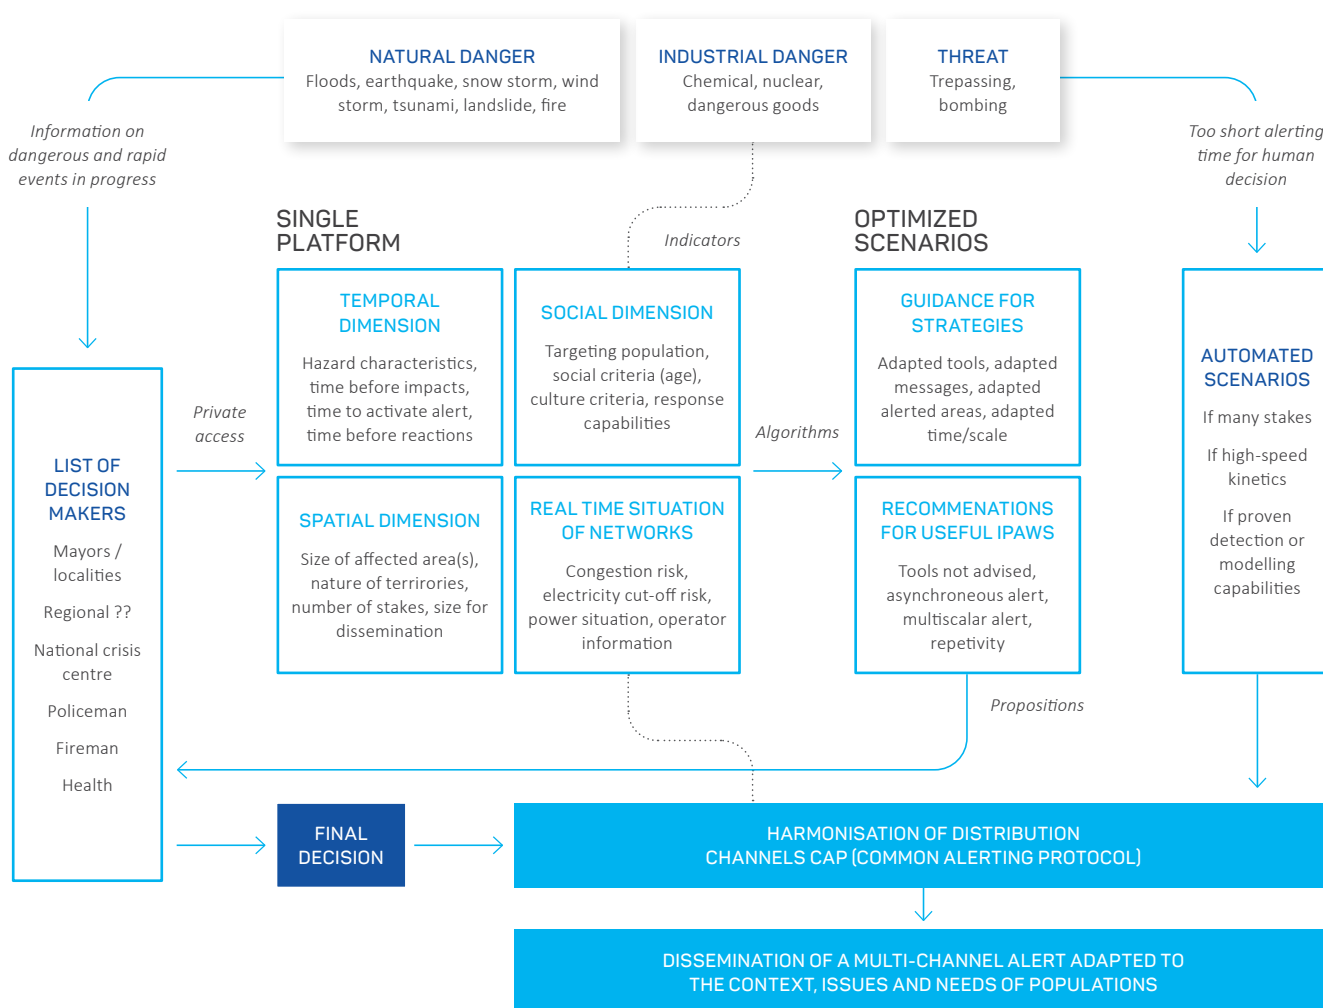 NATURAL DANGER
Floods, earthquake, snow storm, wind
storm, tsunami, landslide, fire
INDUSTRIAL DANGER
Chemical, nuclear,
dangerous goods
THREAT
Trepassing,
bombing
Information on
dangerous and rapid
events in progress
Too short alerting
time for human
decision
SINGLE
PLATFORM
Indicators
OPTIMIZED
SCENARIOS
LIST OF
DECISION
MAKERS
Mayors /
localities
Regional ??
National crisis
centre
Policeman
Fireman
Health
Private
access
TEMPORAL
DIMENSION
Hazard characteristics,
time before impacts,
time to activate alert,
time before reactions
SOCIAL DIMENSION
Targeting population,
social criteria (age),
culture criteria, response
capabilities
SPATIAL DIMENSION
Size of affected area(s),
nature of terrirories,
number of stakes, size for
dissemination
REAL TIME SITUATION
OF NETWORKS
Congestion risk,
electricity cut-off risk,
power situation, operator
information
Algorithms
GUIDANCE FOR
STRATEGIES
Adapted tools, adapted
messages, adapted
alerted areas, adapted
time/scale
RECOMMENATIONS
FOR USEFUL IPAWS
Tools not advised,
asynchroneous alert,
multiscalar alert,
repetivity
AUTOMATED
SCENARIOS
If many stakes
If high-speed
kinetics
If proven
detection or
modelling
capabilities
Propositions
FINAL
DECISION
HARMONISATION OF DISTRIBUTION
CHANNELS CAP (COMMON ALERTING PROTOCOL)
DISSEMINATION OF A MULTI-CHANNEL ALERT ADAPTED TO
THE CONTEXT, ISSUES AND NEEDS OF POPULATIONS